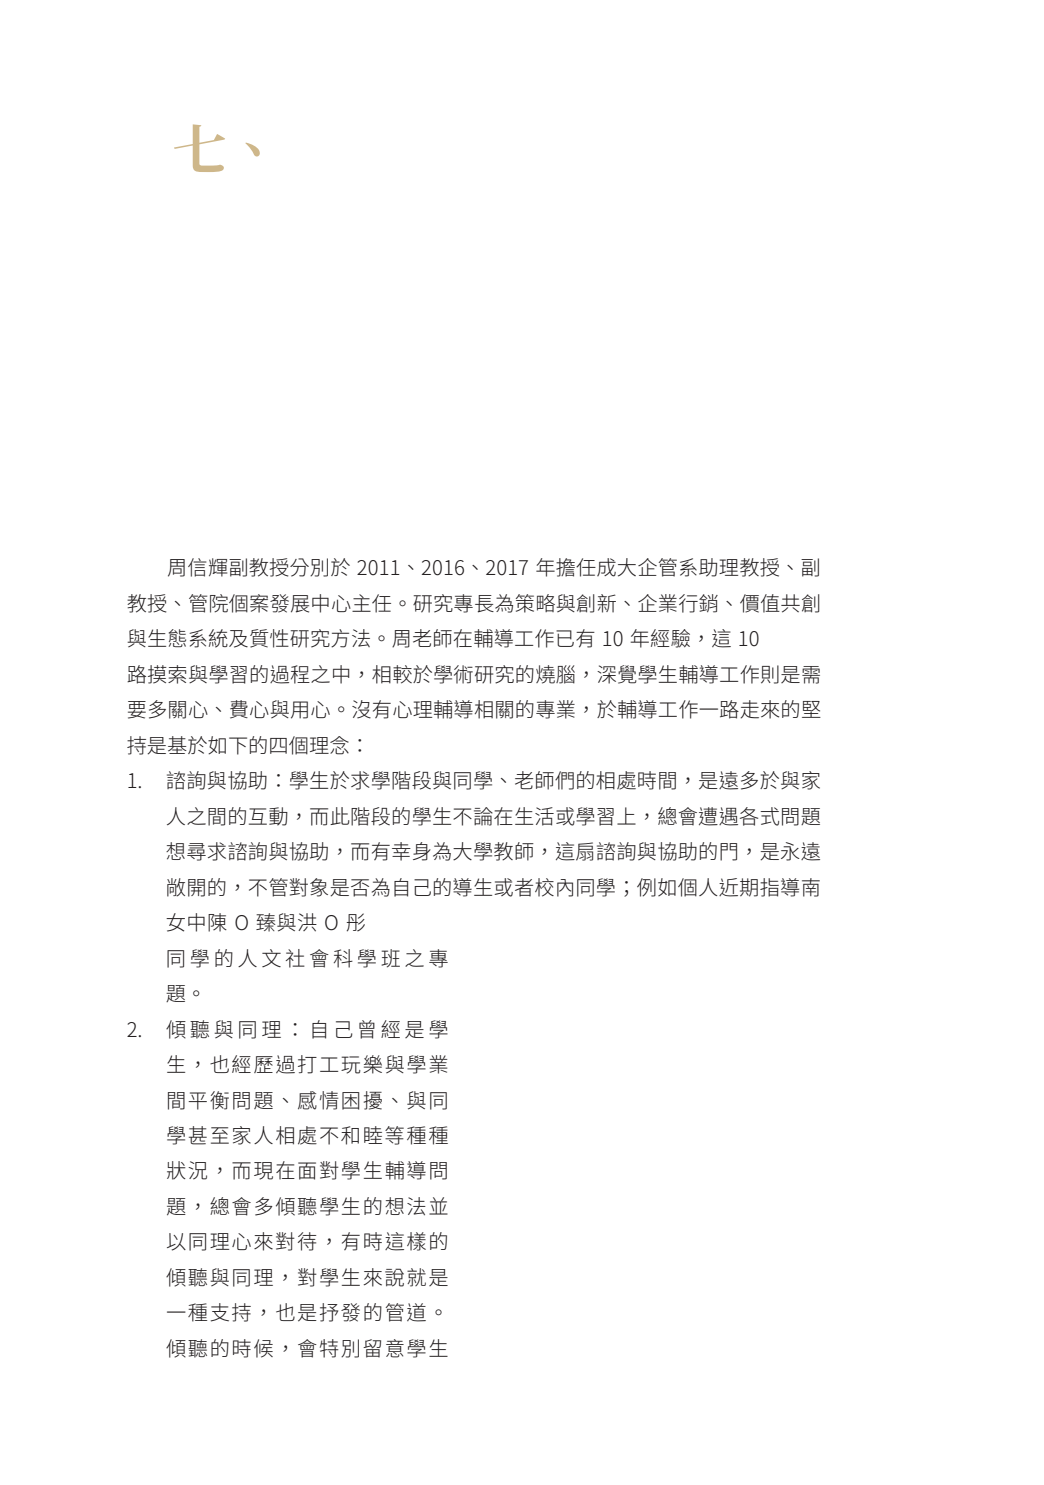 七、
周信輝副教授分別於 2011、2016、2017 年擔任成大企管系助理教授、副
教授、管院個案發展中心主任。研究專長為策略與創新、企業行銷、價值共創
與生態系統及質性研究方法。周老師在輔導工作已有 10 年經驗，這 10
路摸索與學習的過程之中，相較於學術研究的燒腦，深覺學生輔導工作則是需
要多關心、費心與用心。沒有心理輔導相關的專業，於輔導工作一路走來的堅
持是基於如下的四個理念：
1. 諮詢與協助：學生於求學階段與同學、老師們的相處時間，是遠多於與家
人之間的互動，而此階段的學生不論在生活或學習上，總會遭遇各式問題
想尋求諮詢與協助，而有幸身為大學教師，這扇諮詢與協助的門，是永遠
敞開的，不管對象是否為自己的導生或者校內同學；例如個人近期指導南
女中陳 O 臻與洪 O 彤
同學的人文社會科學班之專
題。
2. 傾聽與同理：自己曾經是學
生，也經歷過打工玩樂與學業
間平衡問題、感情困擾、與同
學甚至家人相處不和睦等種種
狀況，而現在面對學生輔導問
題，總會多傾聽學生的想法並
以同理心來對待，有時這樣的
傾聽與同理，對學生來說就是
一種支持，也是抒發的管道。
傾聽的時候，會特別留意學生